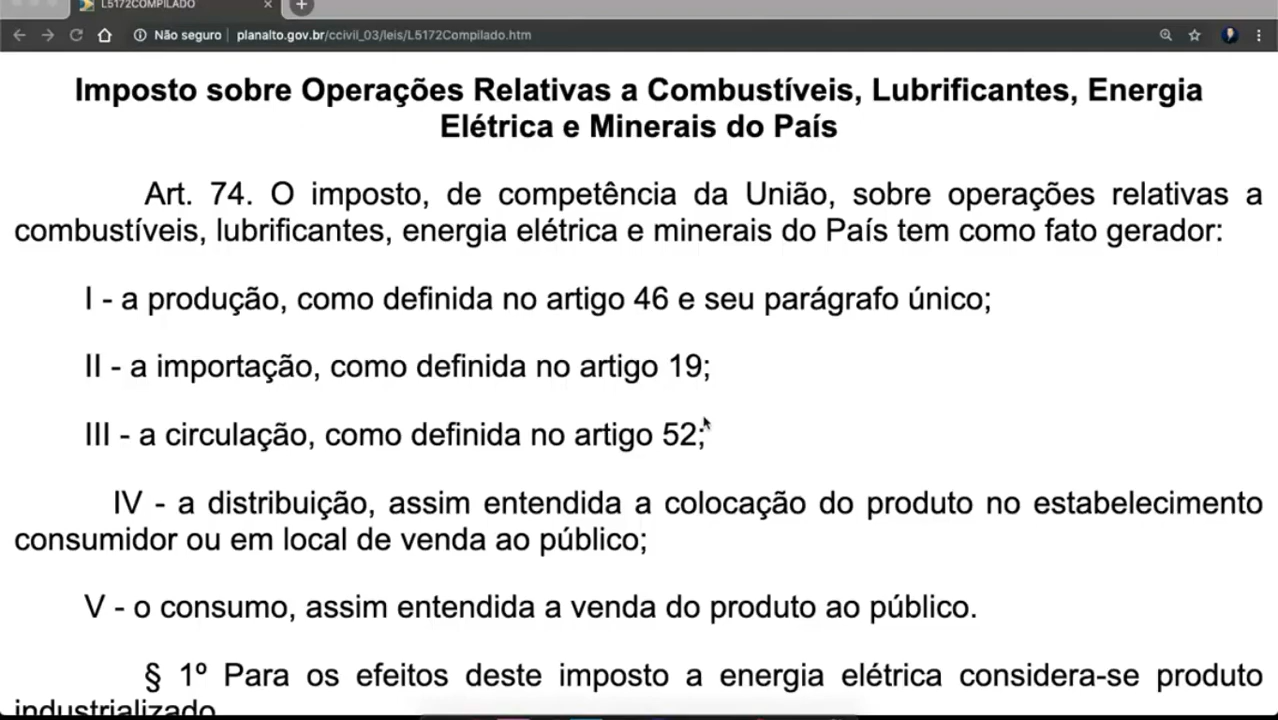 L5172COMPILADO
Não seguro | planalto.gov.br/ccivil_03/leis/L5172Compilado.htm
Imposto sobre Operações Relativas a Combustíveis, Lubrificantes, Energia
Elétrica e Minerais do País
Art. 74. O imposto, de competência da União, sobre operações relativas a
combustíveis, lubrificantes, energia elétrica e minerais do País tem como fato gerador:
I - a produção, como definida no artigo 46 e seu parágrafo único;
II - a importação, como definida no artigo 19;
III - a circulação, como definida no artigo 52;
IV - a distribuição, assim entendida a colocação do produto no estabelecimento
consumidor ou em local de venda ao público;
V - o consumo, assim entendida a venda do produto ao público.
§ 1º Para os efeitos deste imposto a energia elétrica considera-se produto
industrializado.